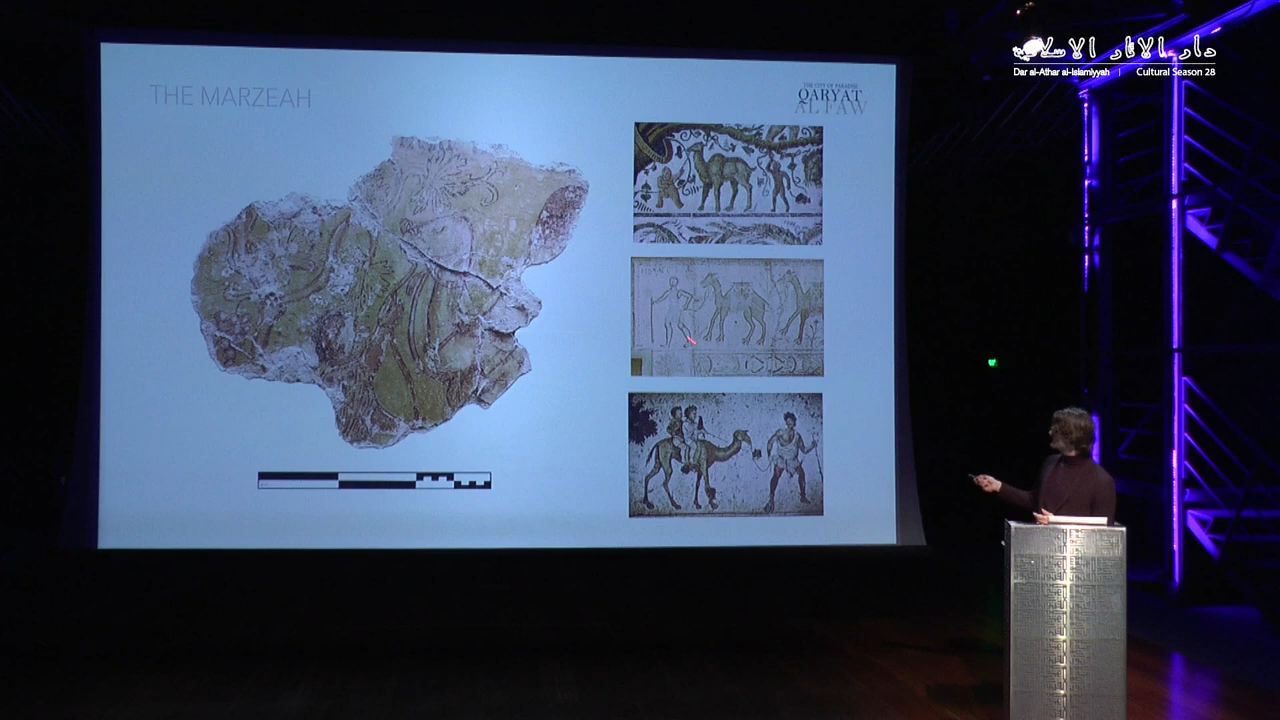 THE MARZEAH
THE CITY OF PARADISE
QARYAT
AL FAW
دار الآثار الإسلامية
Dar al-Athar al-Islamiyyah | Cultural Season 28